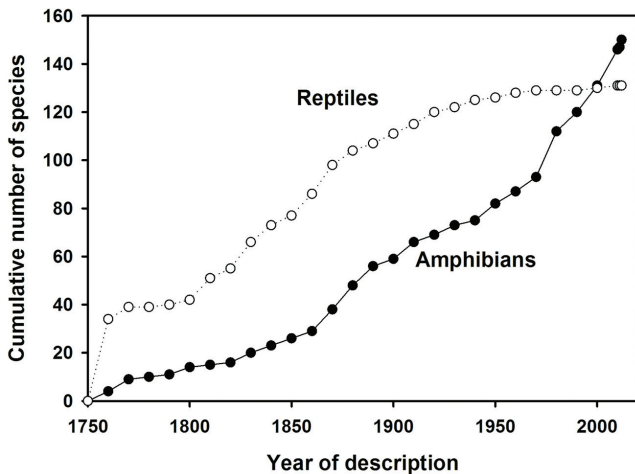 160
140
120
100
80
60
40
20
0
Cumulative number of species
Reptiles
Amphibians
1750 1800 1850 1900 1950 2000
Year of description